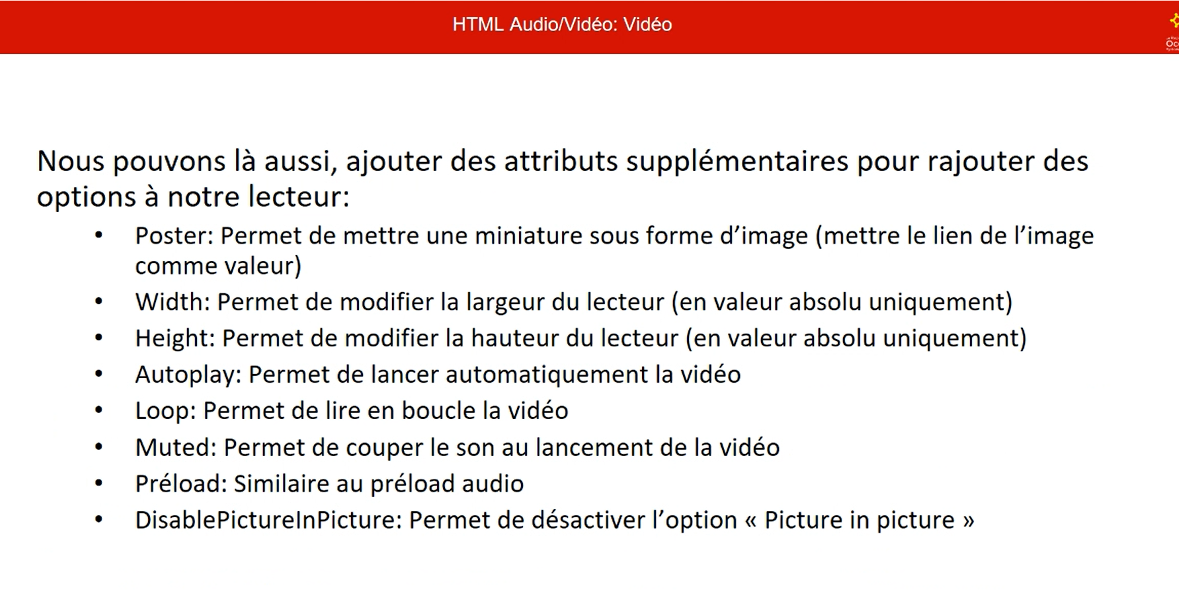 HTML Audio/Vidéo: Vidéo
Nous pouvons là aussi, ajouter des attributs supplémentaires pour rajouter des
options à notre lecteur:
• Poster: Permet de mettre une miniature sous forme d’image (mettre le lien de l’image
comme valeur)
• Width: Permet de modifier la largeur du lecteur (en valeur absolu uniquement)
• Height: Permet de modifier la hauteur du lecteur (en valeur absolu uniquement)
• Autoplay: Permet de lancer automatiquement la vidéo
• Loop: Permet de lire en boucle la vidéo
• Muted: Permet de couper le son au lancement de la vidéo
• Préload: Similaire au préload audio
• DisablePictureInPicture: Permet de désactiver l’option « Picture in picture »